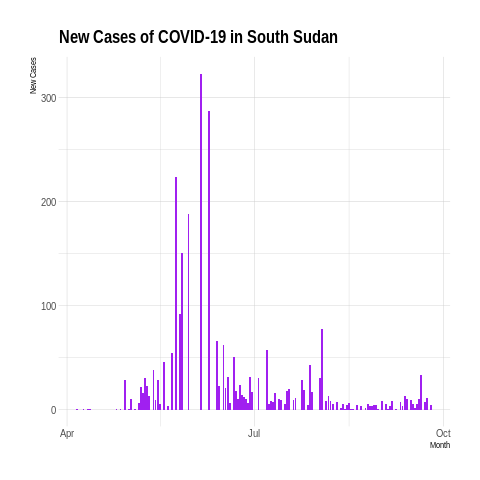 New Cases of COVID-19 in South Sudan
New Cases
300
200
100
0
Apr
Jul
Oct
Month